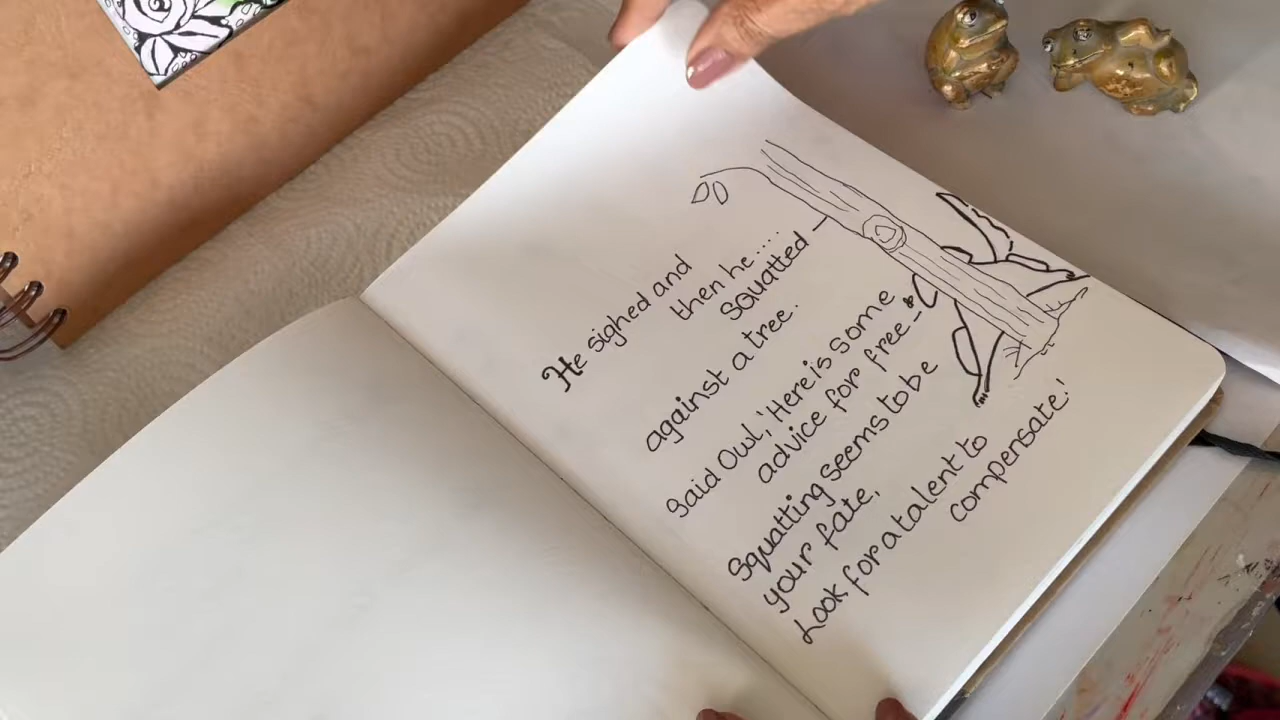 He sighed and
then he.....
squatted
against a tree.
Said Owl, 'Here is some
advice for free -
Squatting seems to be
your fate,
Look for a talent to
compensate!